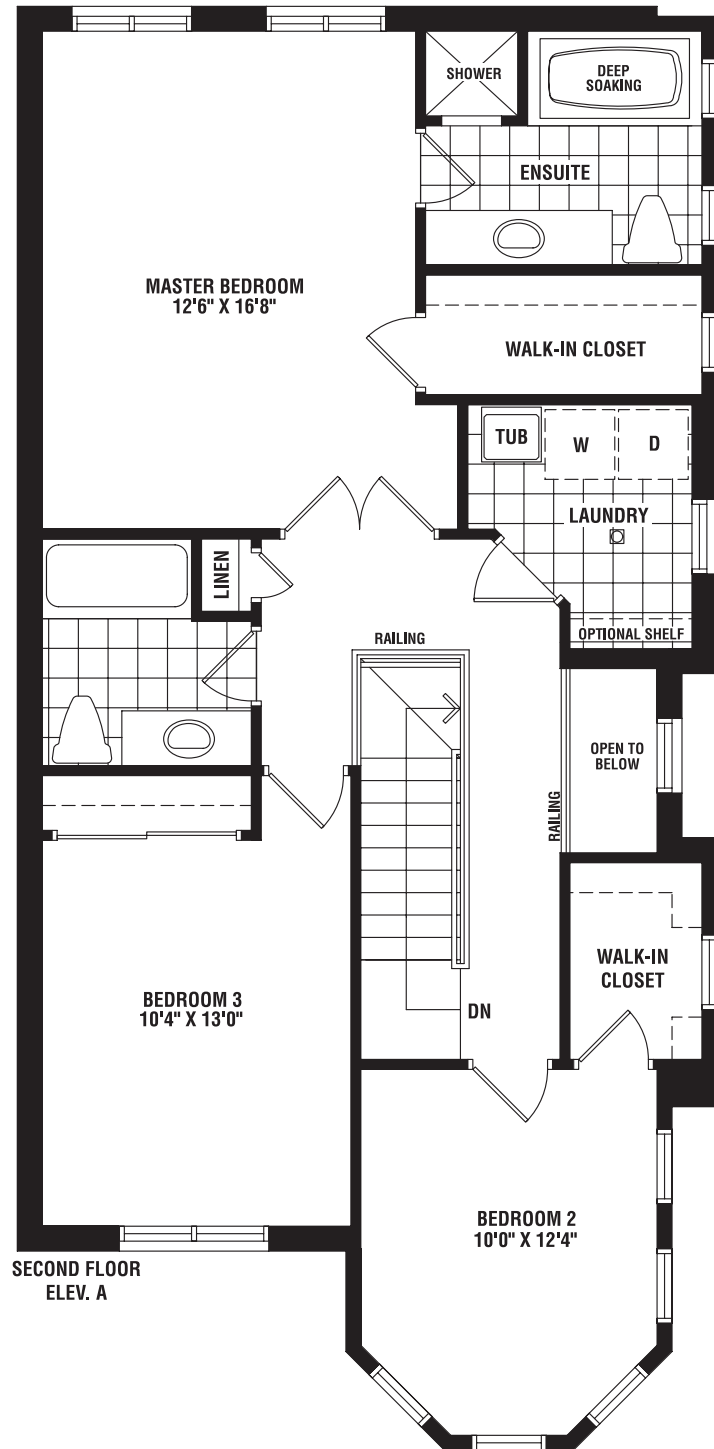 SHOWER
DEEP
SOAKING
ENSUITE
MASTER BEDROOM
12'6" X 16'8"
WALK-IN CLOSET
TUB
W
D
LAUNDRY
LINEN
OPTIONAL SHELF
RAILING
OPEN TO
BELOW
RAILING
WALK-IN
CLOSET
BEDROOM 3
10'4" X 13'0"
DN
BEDROOM 2
10'0" X 12'4"
SECOND FLOOR
ELEV. A